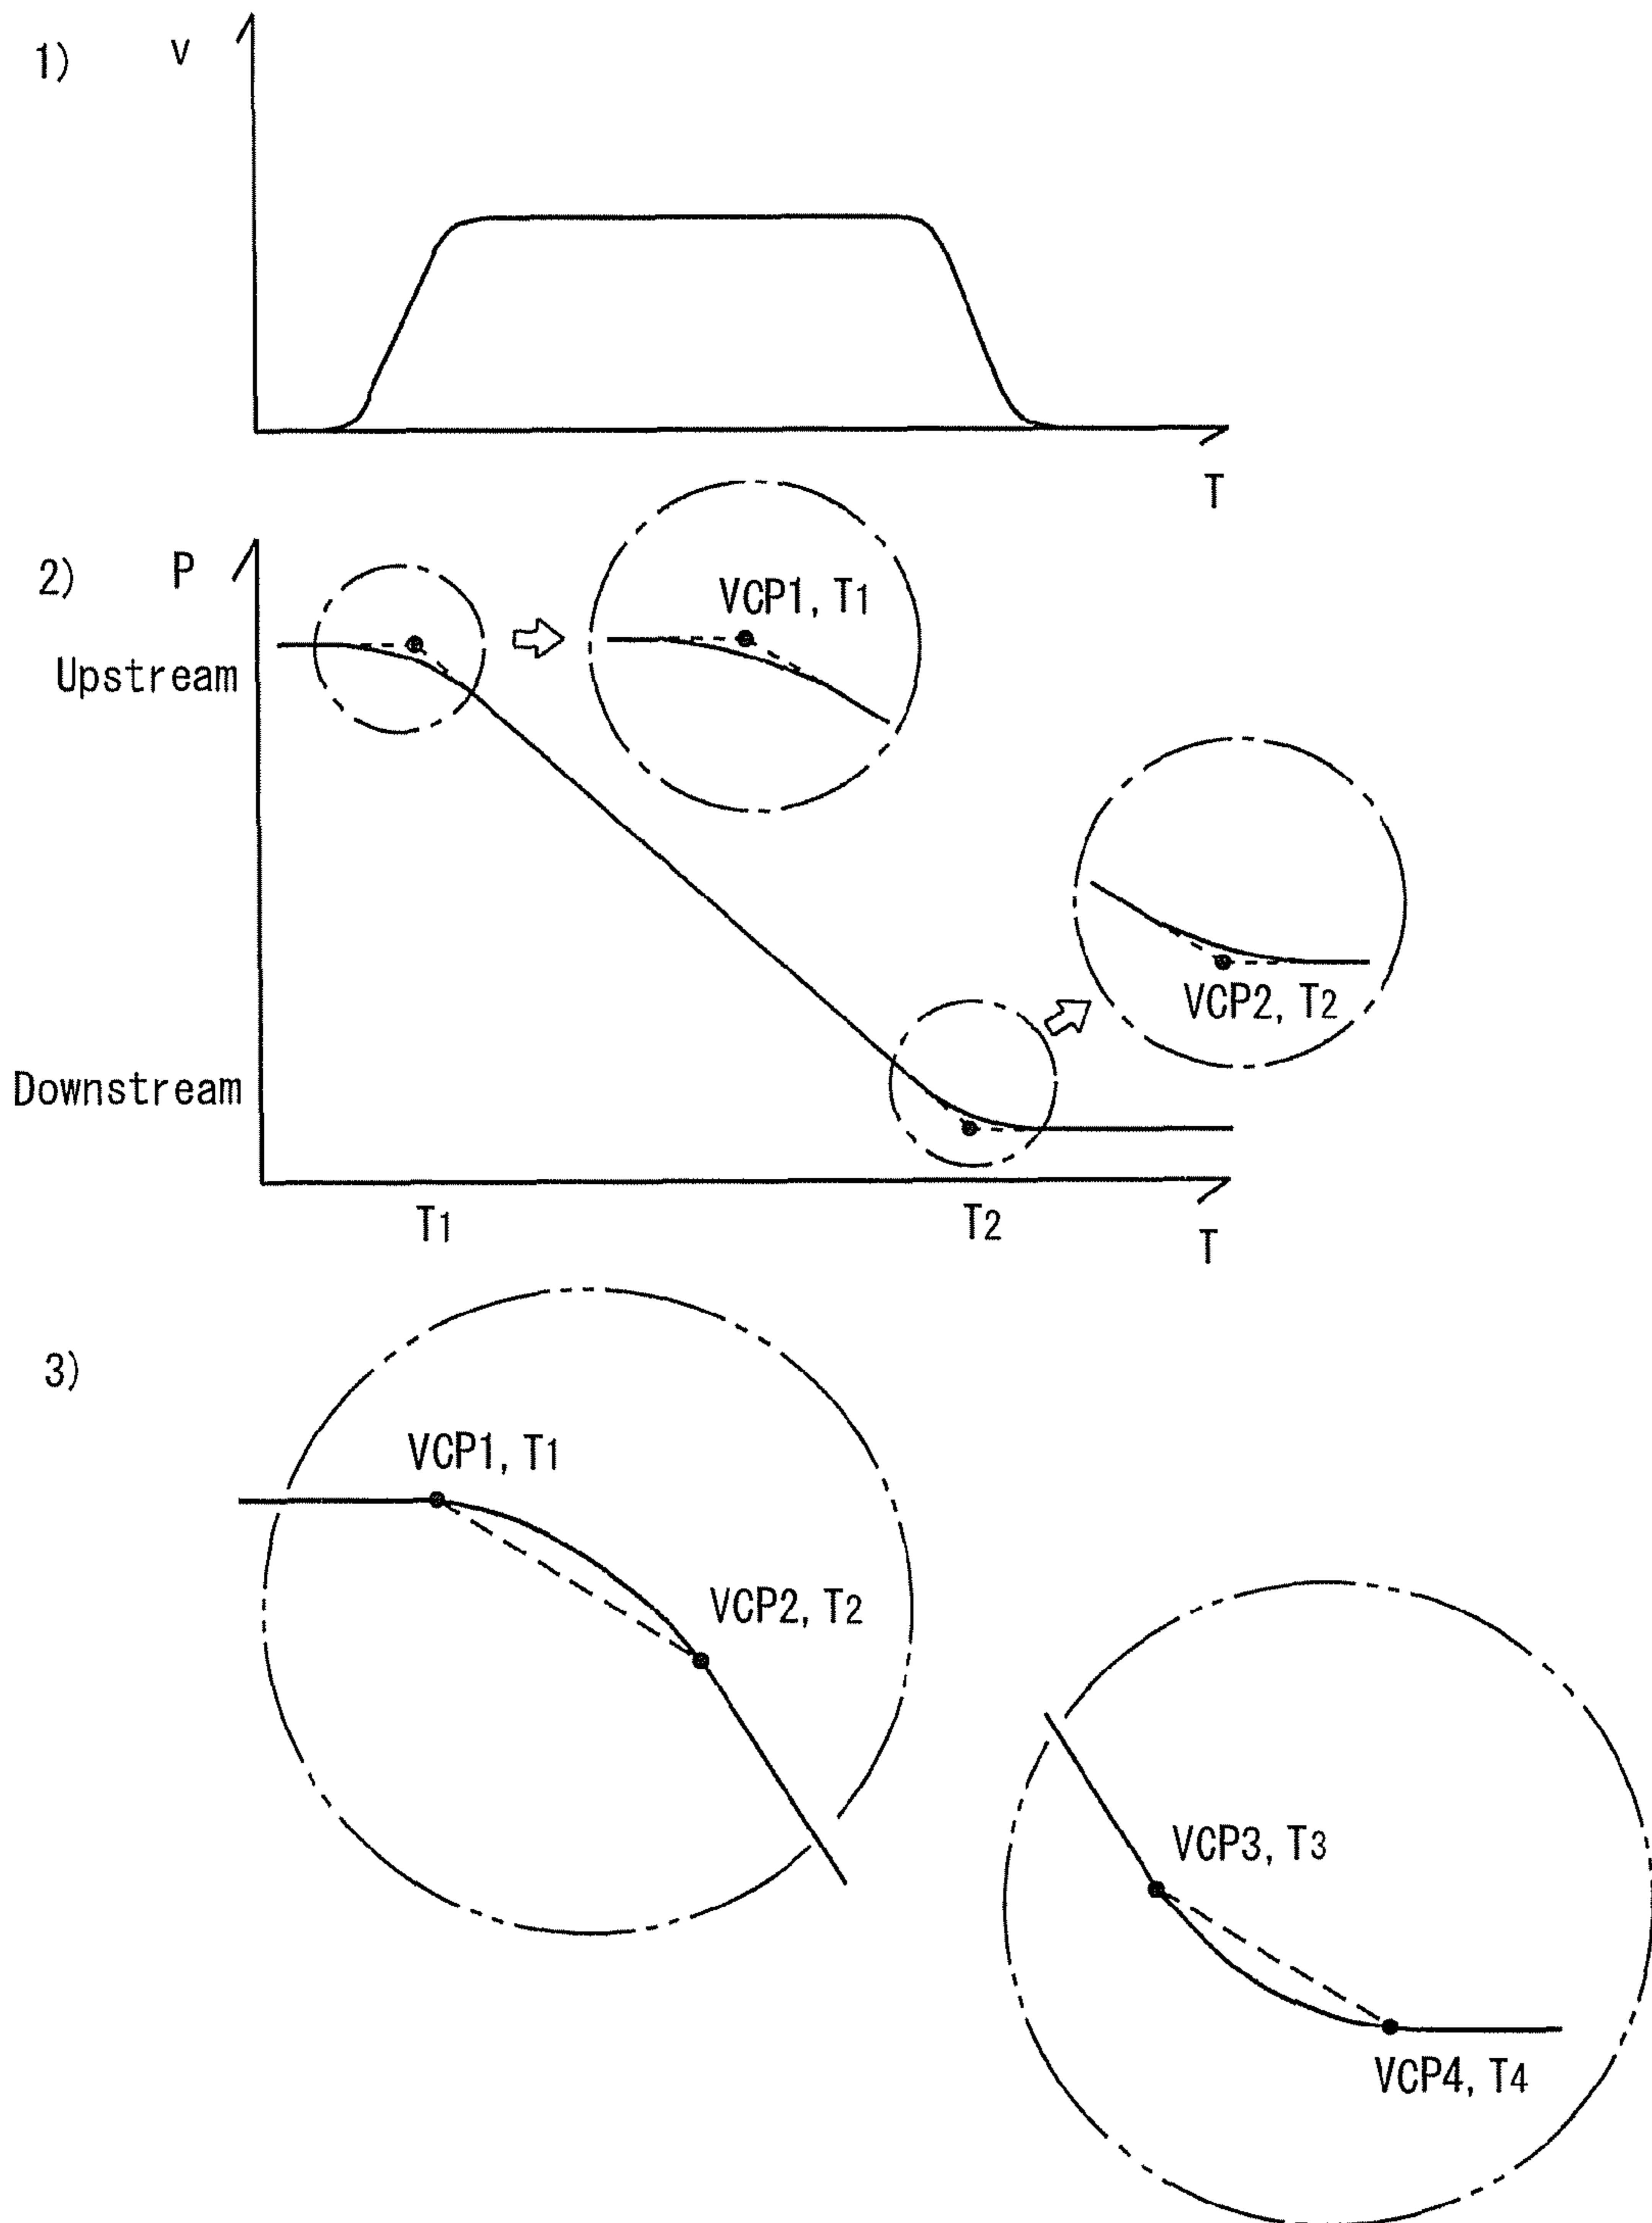 1)
V
T
2)
P
Upstream
VCP1, T1
VCP2, T2
Downstream
T1
T2
T
3)
VCP1, T1
VCP2, T2
VCP3, T3
VCP4, T4